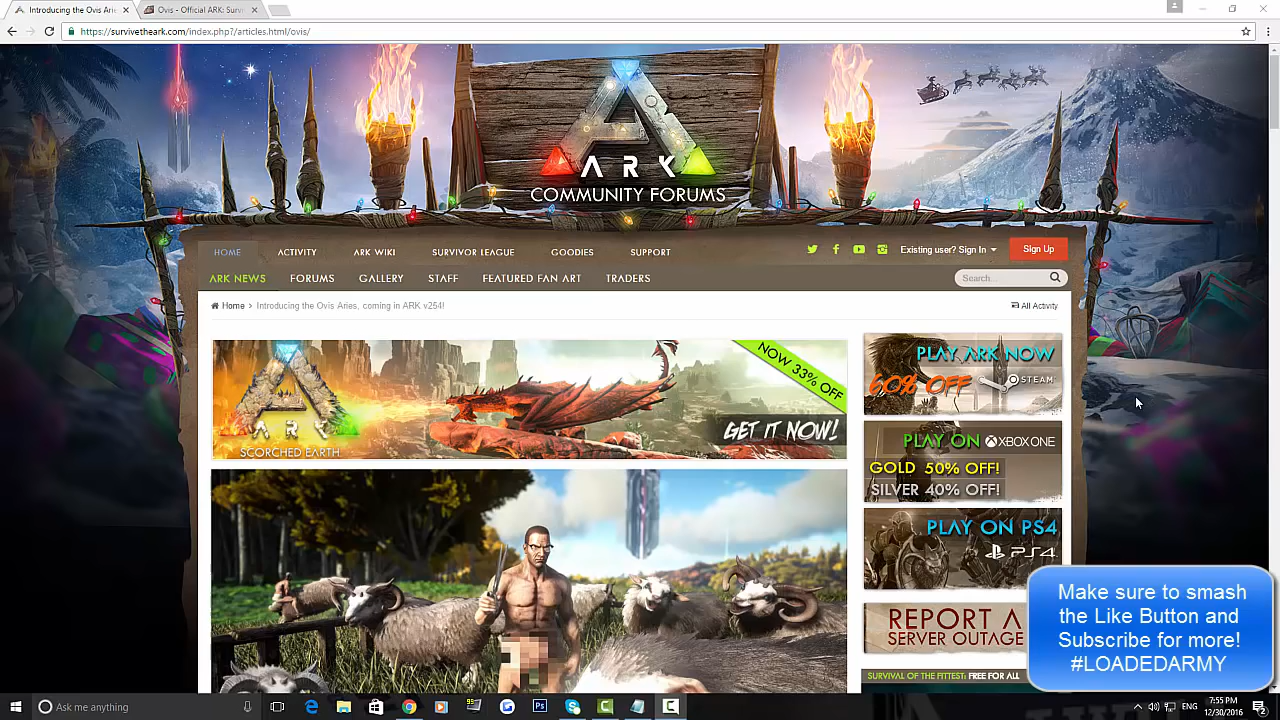 Introducing the Ovis Arie
Ovis - Official ARK: Surv
https://survivetheark.com/index.php?/articles.html/ovis/
ARK
COMMUNITY FORUMS
HOME ACTIVITY ARK WIKI SURVIVOR LEAGUE GOODIES SUPPORT
Existing user? Sign In Sign Up
ARK NEWS FORUMS GALLERY STAFF FEATURED FAN ART TRADERS
Search...
Home > Introducing the Ovis Aries, coming in ARK v254!
All Activity
NOW 33% OFF
ARK
SCORCHED EARTH
GET IT NOW!
PLAY ARK NOW
60% OFF STEAM
PLAY ON XBOX ONE
GOLD 50% OFF!
SILVER 40% OFF!
PLAY ON PS4
PS4
REPORT A
SERVER OUTAGE
SURVIVAL OF THE FITTEST: FREE FOR ALL
Make sure to smash
the Like Button and
Subscribe for more!
#LOADEDARMY
Ask me anything
Ps
ENG
7:55 PM
12/30/2016
2